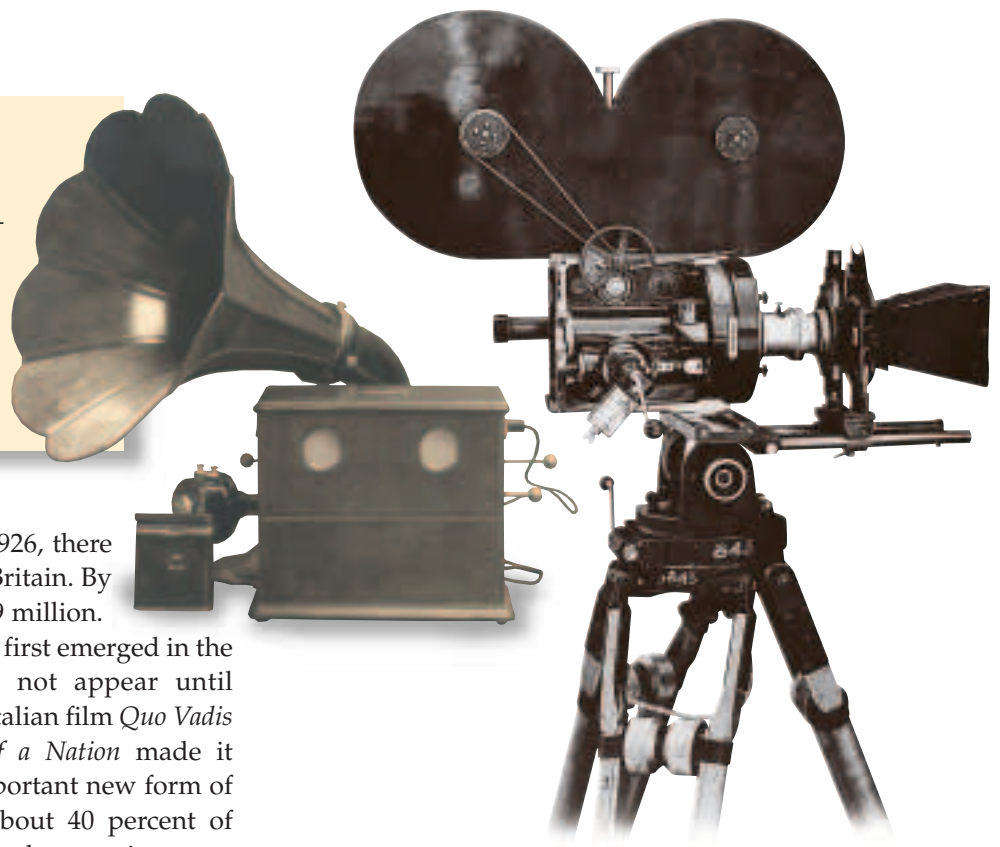 926, there
Britain. By
9 million.
first emerged in the
not appear until
talian film Quo Vadis
f a Nation made it
portant new form of
bout 40 percent of